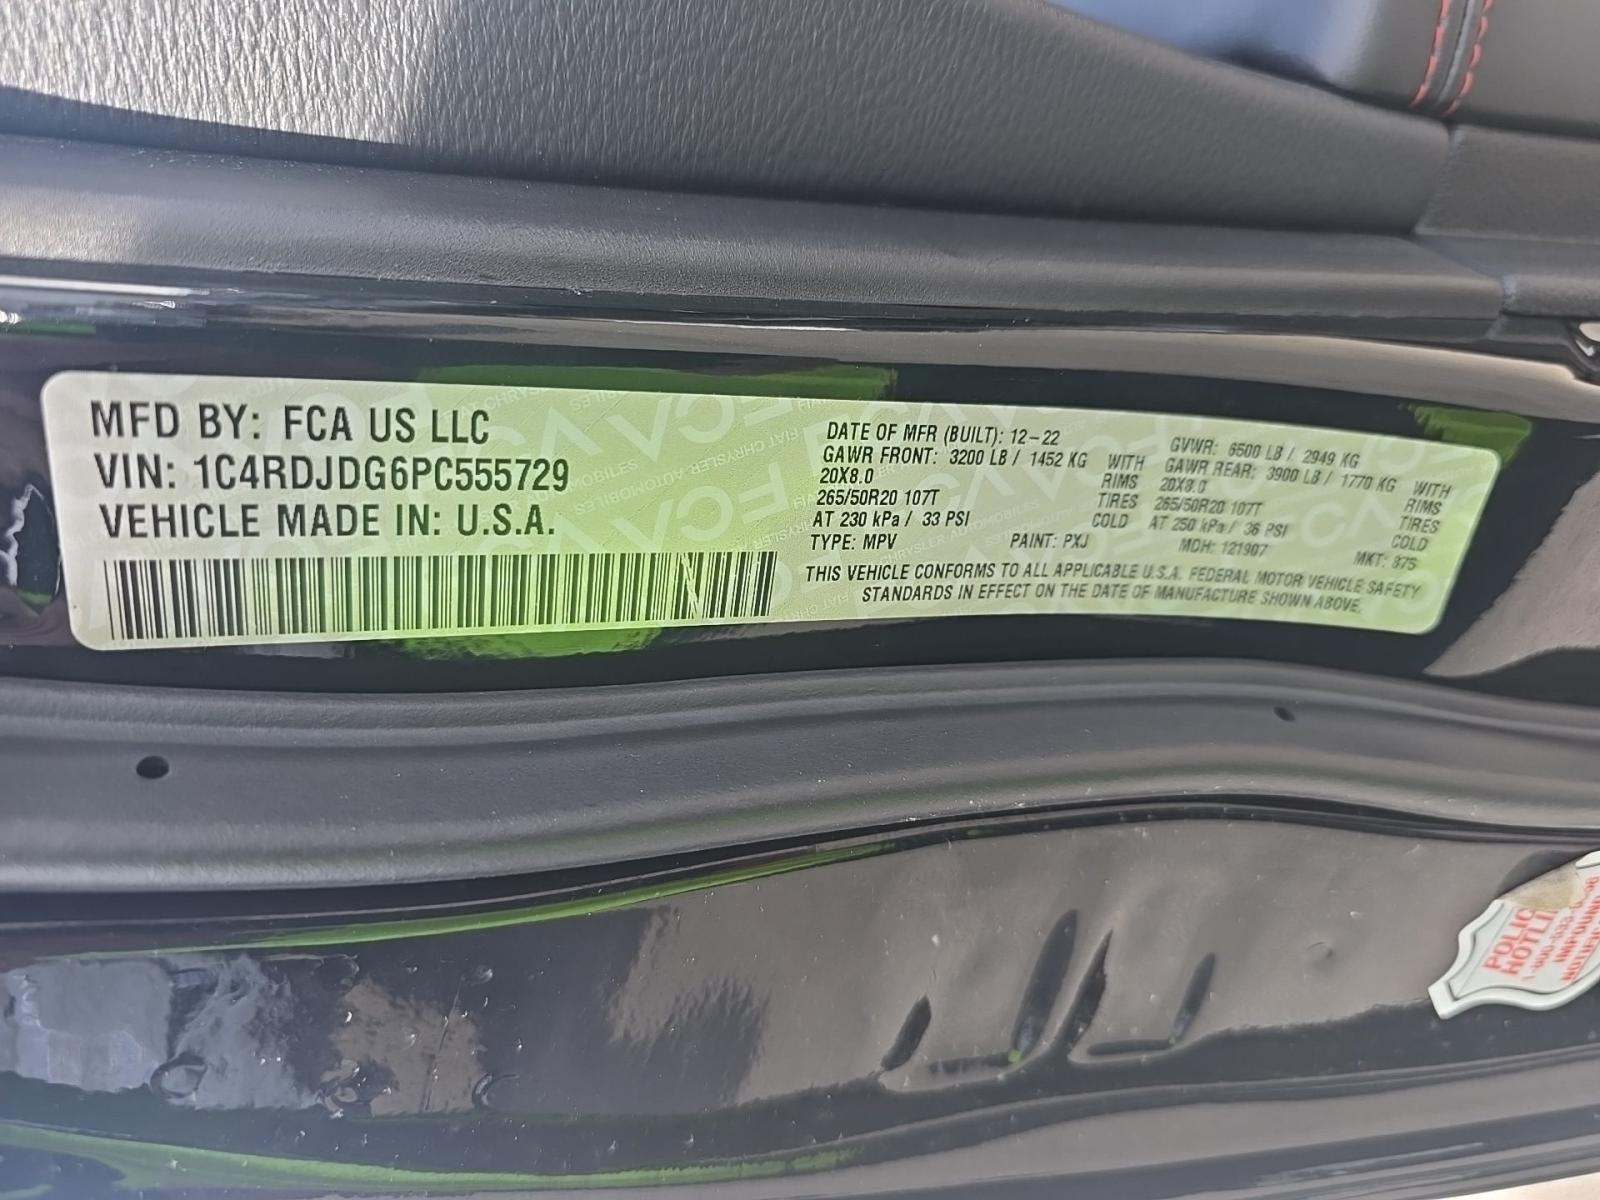 MFD BY: FCA US LLC
VIN: 1C4RDJDG6PC555729
VEHICLE MADE IN: U.S.A.
DATE OF MFR (BUILT): 12-22 GVWR: 6500 LB / 2949 KG
GAWR FRONT: 3200 LB / 1452 KG WITH GAWR REAR: 3900 LB / 1770 KG WITH
20X8.0 RIMS 20X8.0 RIMS
265/50R20 107T TIRES 265/50R20 107T TIRES
AT 230 kPa / 33 PSI COLD AT 250 kPa / 36 PSI COLD
TYPE: MPV PAINT: PXJ MDH: 121907 MKT: 875
THIS VEHICLE CONFORMS TO ALL APPLICABLE U.S.A. FEDERAL MOTOR VEHICLE SAFETY
STANDARDS IN EFFECT ON THE DATE OF MANUFACTURE SHOWN ABOVE.
POLIC
HOTLI